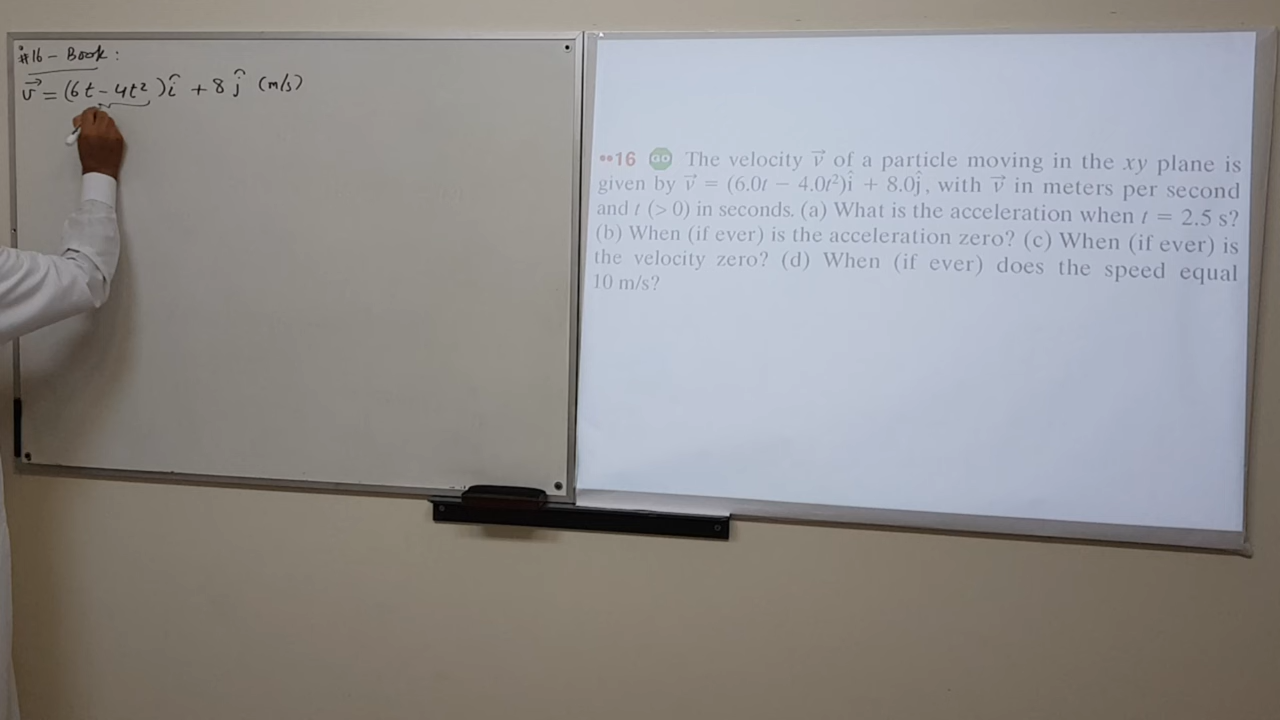 #16 - Book :
v⃗ = (6t - 4t²)î + 8ĵ (m/s)
••16 GO The velocity v⃗ of a particle moving in the xy plane is
given by v⃗ = (6.0t − 4.0t²)î + 8.0ĵ, with v⃗ in meters per second
and t (> 0) in seconds. (a) What is the acceleration when t = 2.5 s?
(b) When (if ever) is the acceleration zero? (c) When (if ever) is
the velocity zero? (d) When (if ever) does the speed equal
10 m/s?